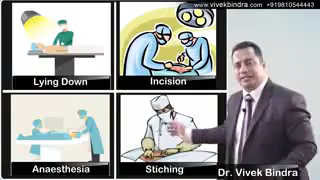 www.vivekbindra.com +919810544443
Lying Down
Incision
Anaesthesia
Stiching
Dr. Vivek Bindra